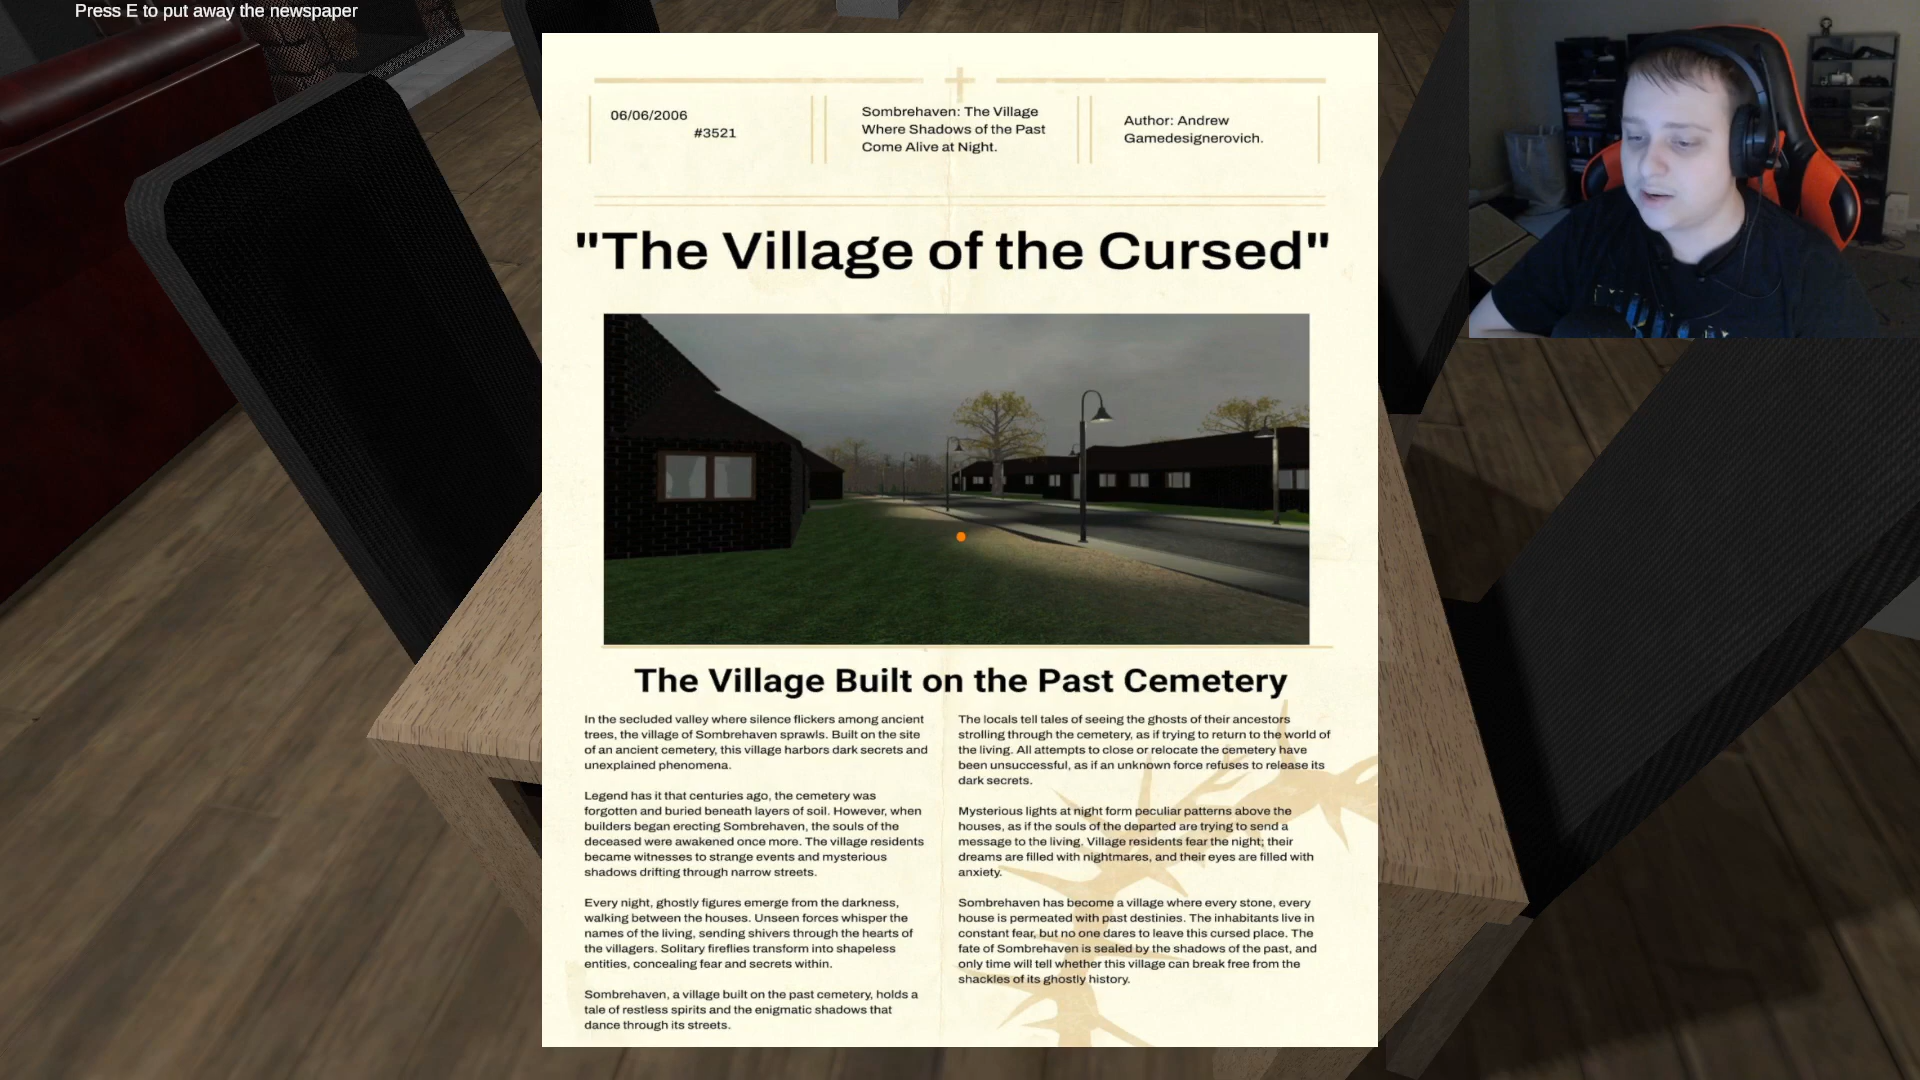 Press E to put away the newspaper
06/06/2006
#3521
Sombrehaven: The Village
Where Shadows of the Past
Come Alive at Night.
Author: Andrew
Gamedesignerovich.
"The Village of the Cursed"
The Village Built on the Past Cemetery
In the secluded valley where silence flickers among ancient
trees, the village of Sombrehaven sprawls. Built on the site
of an ancient cemetery, this village harbors dark secrets and
unexplained phenomena.
Legend has it that centuries ago, the cemetery was
forgotten and buried beneath layers of soil. However, when
builders began erecting Sombrehaven, the souls of the
deceased were awakened once more. The village residents
became witnesses to strange events and mysterious
shadows drifting through narrow streets.
Every night, ghostly figures emerge from the darkness,
walking between the houses. Unseen forces whisper the
names of the living, sending shivers through the hearts of
the villagers. Solitary fireflies transform into shapeless
entities, concealing fear and secrets within.
Sombrehaven, a village built on the past cemetery, holds a
tale of restless spirits and the enigmatic shadows that
dance through its streets.
The locals tell tales of seeing the ghosts of their ancestors
strolling through the cemetery, as if trying to return to the world of
the living. All attempts to close or relocate the cemetery have
been unsuccessful, as if an unknown force refuses to release its
dark secrets.
Mysterious lights at night form peculiar patterns above the
houses, as if the souls of the departed are trying to send a
message to the living. Village residents fear the night; their
dreams are filled with nightmares, and their eyes are filled with
anxiety.
Sombrehaven has become a village where every stone, every
house is permeated with past destinies. The inhabitants live in
constant fear, but no one dares to leave this cursed place. The
fate of Sombrehaven is sealed by the shadows of the past, and
only time will tell whether this village can break free from the
shackles of its ghostly history.